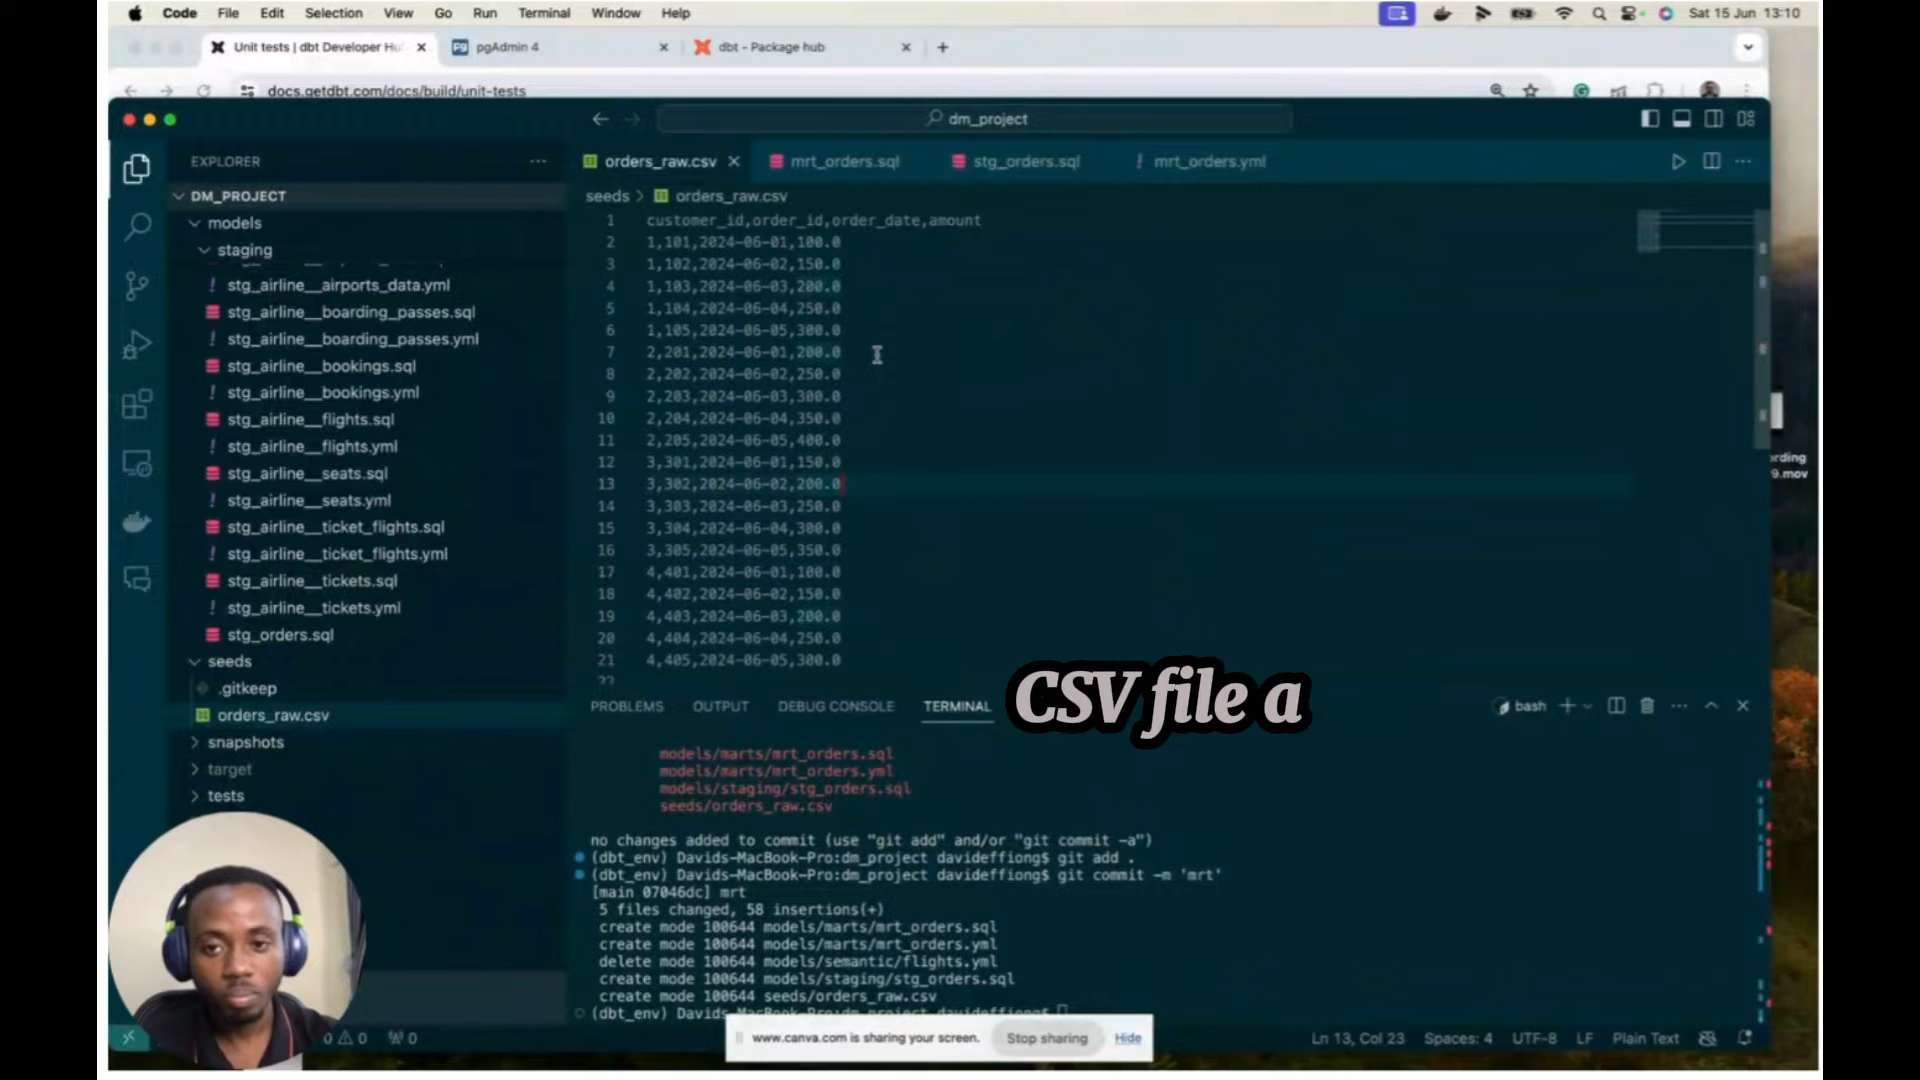 Code File Edit Selection View Go Run Terminal Window Help Sat 15 Jun 13:10
Unit tests | dbt Developer Hu pgAdmin 4 dbt - Package hub
docs.getdbt.com/docs/build/unit-tests
dm_project
EXPLORER
DM_PROJECT
models
staging
stg_airline__airports_data.yml
stg_airline__boarding_passes.sql
stg_airline__boarding_passes.yml
stg_airline__bookings.sql
stg_airline__bookings.yml
stg_airline__flights.sql
stg_airline__flights.yml
stg_airline__seats.sql
stg_airline__seats.yml
stg_airline__ticket_flights.sql
stg_airline__ticket_flights.yml
stg_airline__tickets.sql
stg_airline__tickets.yml
stg_orders.sql
seeds
.gitkeep
orders_raw.csv
snapshots
target
tests
orders_raw.csv mrt_orders.sql stg_orders.sql mrt_orders.yml
seeds > orders_raw.csv
1 customer_id,order_id,order_date,amount
2 1,101,2024-06-01,100.0
3 1,102,2024-06-02,150.0
4 1,103,2024-06-03,200.0
5 1,104,2024-06-04,250.0
6 1,105,2024-06-05,300.0
7 2,201,2024-06-01,200.0
8 2,202,2024-06-02,250.0
9 2,203,2024-06-03,300.0
10 2,204,2024-06-04,350.0
11 2,205,2024-06-05,400.0
12 3,301,2024-06-01,150.0
13 3,302,2024-06-02,200.0
14 3,303,2024-06-03,250.0
15 3,304,2024-06-04,300.0
16 3,305,2024-06-05,350.0
17 4,401,2024-06-01,100.0
18 4,402,2024-06-02,150.0
19 4,403,2024-06-03,200.0
20 4,404,2024-06-04,250.0
21 4,405,2024-06-05,300.0
22
CSV file a
PROBLEMS OUTPUT DEBUG CONSOLE TERMINAL bash
models/marts/mrt_orders.sql
models/marts/mrt_orders.yml
models/staging/stg_orders.sql
seeds/orders_raw.csv
no changes added to commit (use "git add" and/or "git commit -a")
(dbt_env) Davids-MacBook-Pro:dm_project davideffiong$ git add .
(dbt_env) Davids-MacBook-Pro:dm_project davideffiong$ git commit -m 'mrt'
[main 07046dc] mrt
5 files changed, 58 insertions(+)
create mode 100644 models/marts/mrt_orders.sql
create mode 100644 models/marts/mrt_orders.yml
delete mode 100644 models/semantic/flights.yml
create mode 100644 models/staging/stg_orders.sql
create mode 100644 seeds/orders_raw.csv
(dbt_env) Davids-MacBook-Pro:dm_project davideffiong$
www.canva.com is sharing your screen. Stop sharing Hide
0 0 0 Ln 13, Col 23 Spaces: 4 UTF-8 LF Plain Text
9.mov